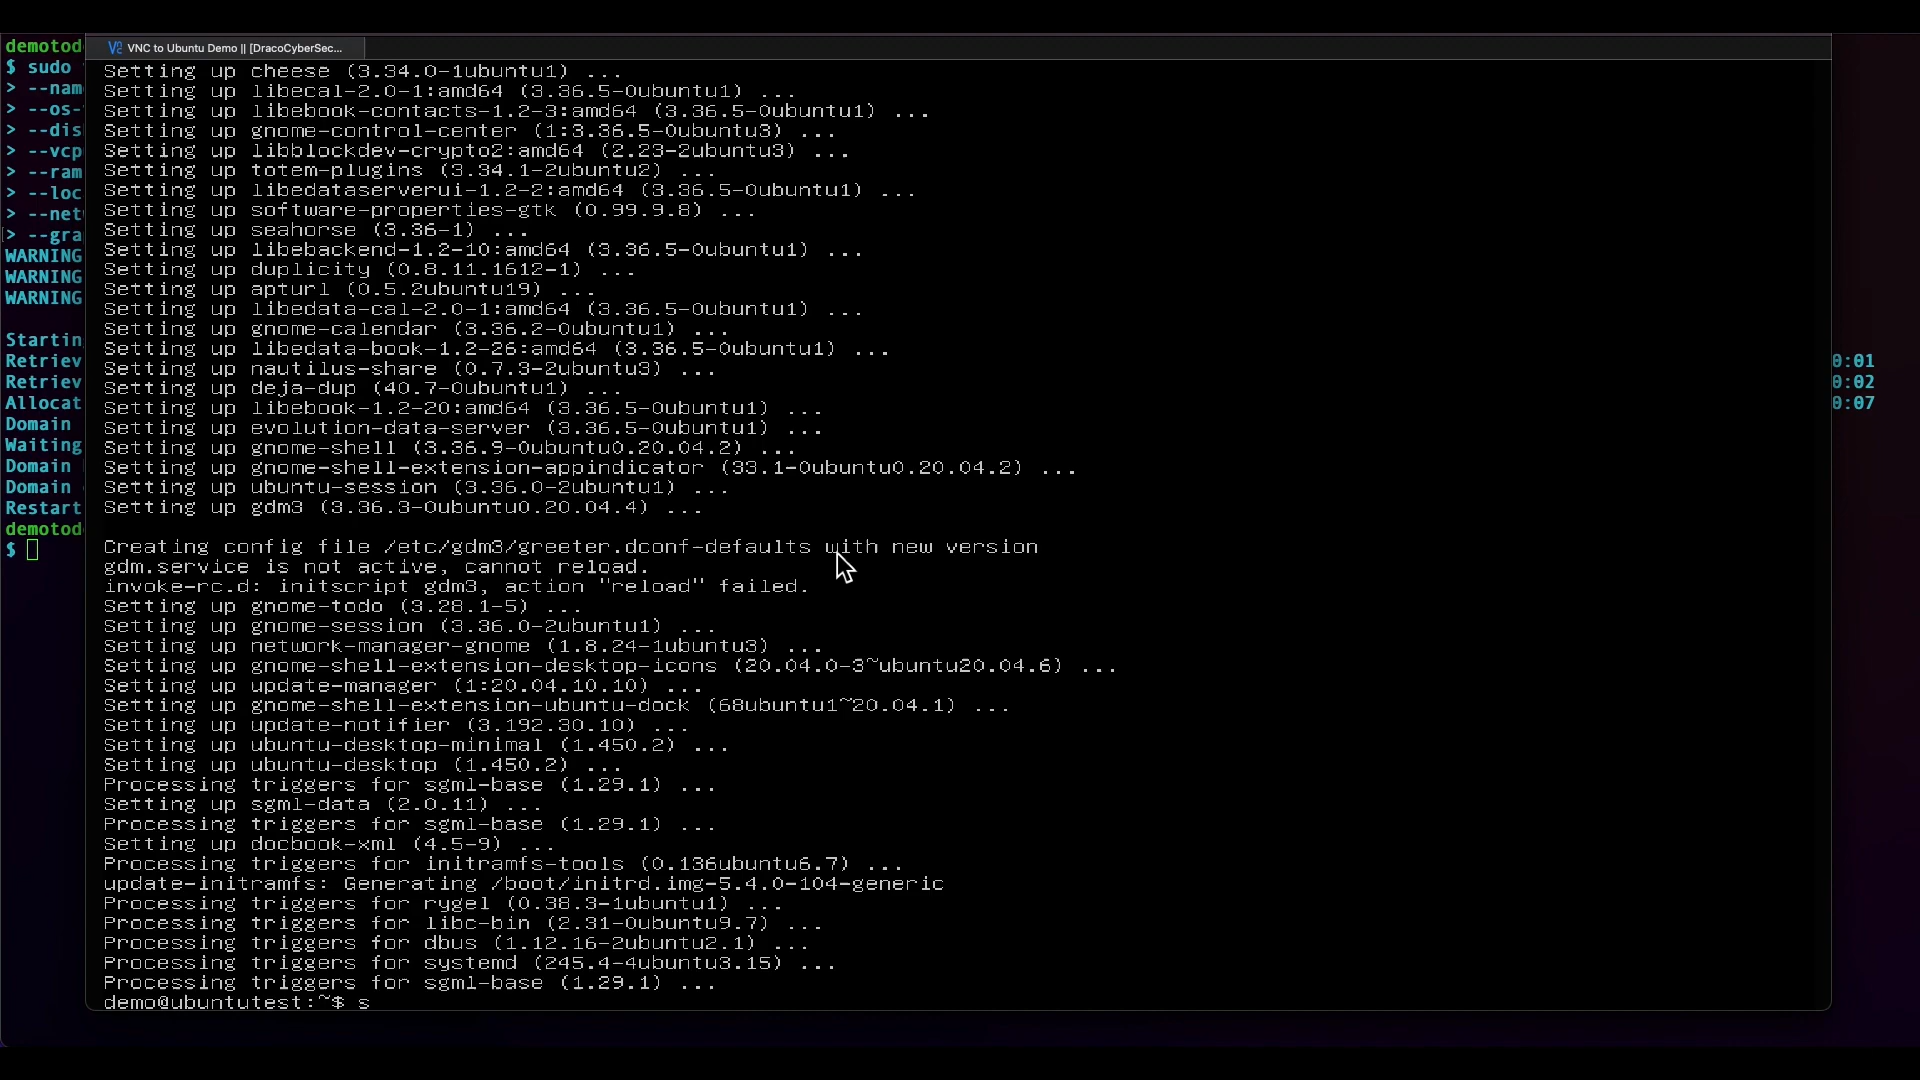 demotod
$ sudo
> --nam
> --os-
> --dis
> --vcp
> --ram
> --loc
> --net
[> --gra
WARNING
WARNING
WARNING
Startin
Retriev
Retriev
Allocat
Domain
Waiting
Domain
Domain
Restart
demotod
$
VNC to Ubuntu Demo || [DracoCyberSec...
Setting up cheese (3.34.0-1ubuntu1) ...
Setting up libecal-2.0-1:amd64 (3.36.5-0ubuntu1) ...
Setting up libebook-contacts-1.2-3:amd64 (3.36.5-0ubuntu1) ...
Setting up gnome-control-center (1:3.36.5-0ubuntu3) ...
Setting up libblockdev-crypto2:amd64 (2.23-2ubuntu3) ...
Setting up totem-plugins (3.34.1-2ubuntu2) ...
Setting up libedataserverui-1.2-2:amd64 (3.36.5-0ubuntu1) ...
Setting up software-properties-gtk (0.99.9.8) ...
Setting up seahorse (3.36-1) ...
Setting up libebackend-1.2-10:amd64 (3.36.5-0ubuntu1) ...
Setting up duplicity (0.8.11.1612-1) ...
Setting up apturl (0.5.2ubuntu19) ...
Setting up libedata-cal-2.0-1:amd64 (3.36.5-0ubuntu1) ...
Setting up gnome-calendar (3.36.2-0ubuntu1) ...
Setting up libedata-book-1.2-26:amd64 (3.36.5-0ubuntu1) ...
Setting up nautilus-share (0.7.3-2ubuntu3) ...
Setting up deja-dup (40.7-0ubuntu1) ...
Setting up libebook-1.2-20:amd64 (3.36.5-0ubuntu1) ...
Setting up evolution-data-server (3.36.5-0ubuntu1) ...
Setting up gnome-shell (3.36.9-0ubuntu0.20.04.2) ...
Setting up gnome-shell-extension-appindicator (33.1-0ubuntu0.20.04.2) ...
Setting up ubuntu-session (3.36.0-2ubuntu1) ...
Setting up gdm3 (3.36.3-0ubuntu0.20.04.4) ...
Creating config file /etc/gdm3/greeter.dconf-defaults with new version
gdm.service is not active, cannot reload.
invoke-rc.d: initscript gdm3, action "reload" failed.
Setting up gnome-todo (3.28.1-5) ...
Setting up gnome-session (3.36.0-2ubuntu1) ...
Setting up network-manager-gnome (1.8.24-1ubuntu3) ...
Setting up gnome-shell-extension-desktop-icons (20.04.0-3~ubuntu20.04.6) ...
Setting up update-manager (1:20.04.10.10) ...
Setting up gnome-shell-extension-ubuntu-dock (68ubuntu1~20.04.1) ...
Setting up update-notifier (3.192.30.10) ...
Setting up ubuntu-desktop-minimal (1.450.2) ...
Setting up ubuntu-desktop (1.450.2) ...
Processing triggers for sgml-base (1.29.1) ...
Setting up sgml-data (2.0.11) ...
Processing triggers for sgml-base (1.29.1) ...
Setting up docbook-xml (4.5-9) ...
Processing triggers for initramfs-tools (0.136ubuntu6.7) ...
update-initramfs: Generating /boot/initrd.img-5.4.0-104-generic
Processing triggers for rygel (0.38.3-1ubuntu1) ...
Processing triggers for libc-bin (2.31-0ubuntu9.7) ...
Processing triggers for dbus (1.12.16-2ubuntu2.1) ...
Processing triggers for systemd (245.4-4ubuntu3.15) ...
Processing triggers for sgml-base (1.29.1) ...
demo@ubuntutest:~$ s
0:01
0:02
0:07